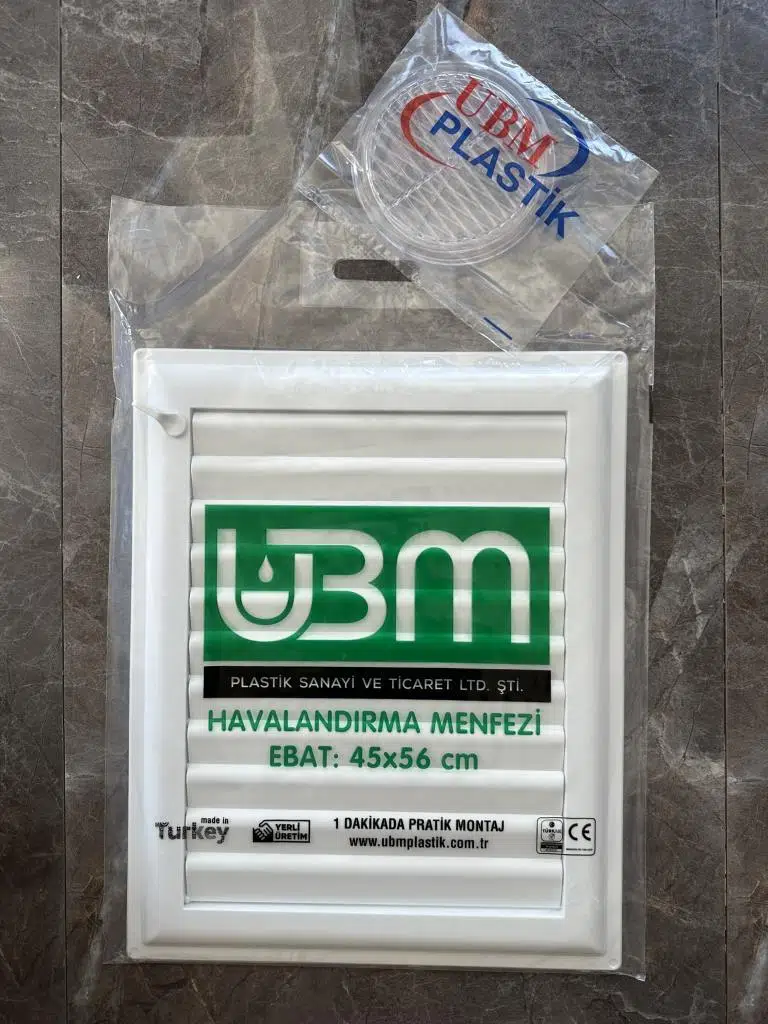 UBM
PLASTİK
UBM
PLASTİK SANAYİ VE TİCARET LTD. ŞTİ.
HAVALANDIRMA MENFEZİ
EBAT: 45x56 cm
made in
Turkey
YERLİ
ÜRETİM
1 DAKİKADA PRATİK MONTAJ
www.ubmplastik.com.tr
TÜRKAK
CE